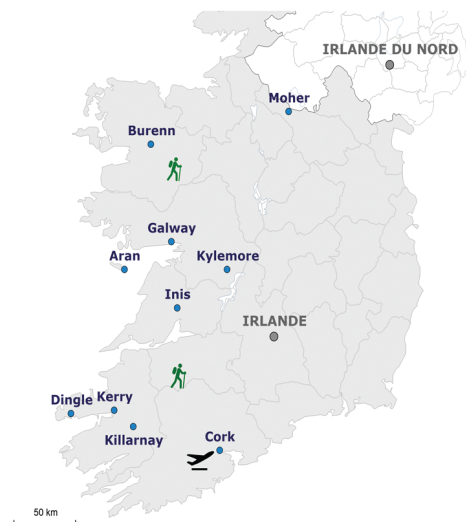 IRLANDE DU NORD
Moher
Burenn
Galway
Aran
Kylemore
Inis
IRLANDE
Dingle
Kerry
Killarnay
Cork
50 km